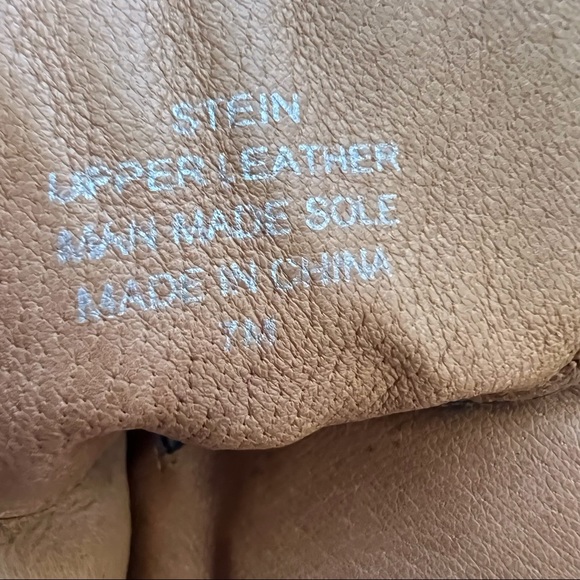 STEIN
UPPER LEATHER
MAN MADE SOLE
MADE IN CHINA
7M